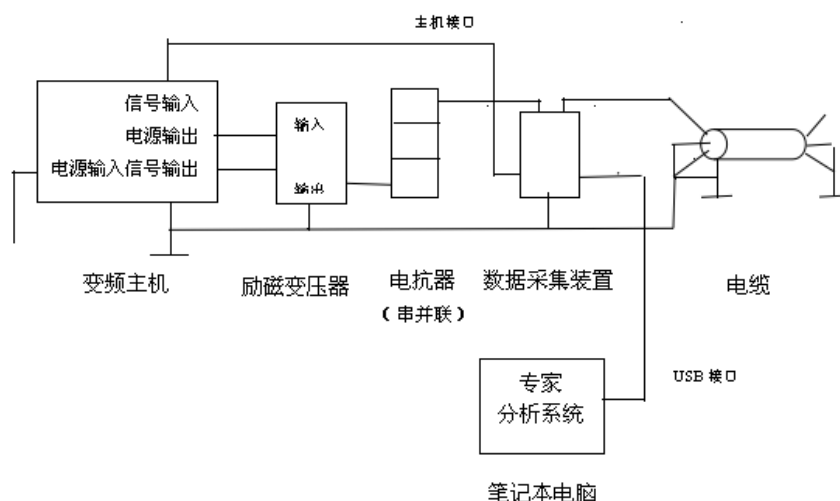 主机接口
信号输入
电源输出
电源输入信号输出
输入
输出
变频主机
励磁变压器
电抗器
（串并联）
数据采集装置
电缆
USB 接口
专家
分析系统
笔记本电脑